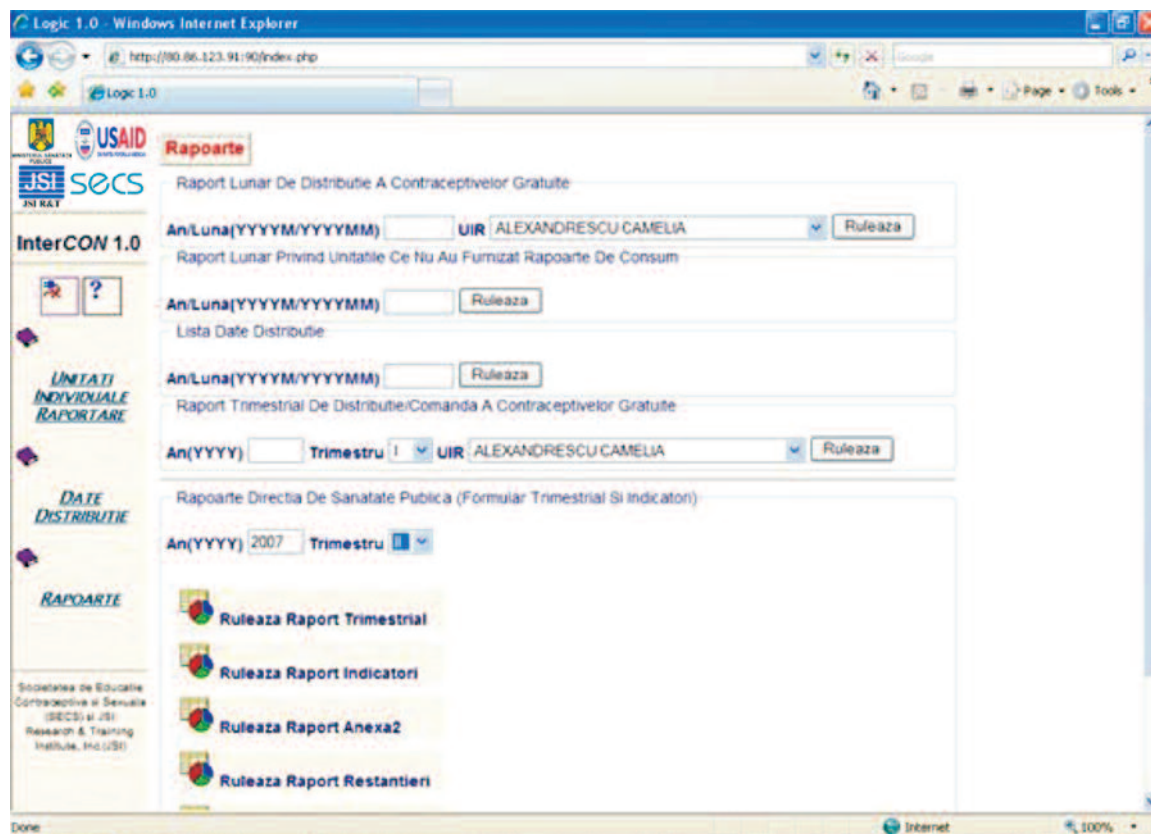 Logic 1.0 - Windows Internet Explorer
http://80.86.123.91:90/index.php
Google
Logic 1.0
Page
Tools
USAID
JSI
JSI R&T
secs
InterCON 1.0
?
UNITATI
INDIVIDUALE
RAPORTARE
DATE
DISTRIBUTIE
RAPOARTE
Societatea de Educatie
Contraceptiva si Sexuala
(SECS) si JSI
Research & Training
Institute, Inc.(JSI)
Rapoarte
Raport Lunar De Distributie A Contraceptivelor Gratuite
An/Luna(YYYYM/YYYYMM) UIR ALEXANDRESCU CAMELIA Ruleaza
Raport Lunar Privind Unitatile Ce Nu Au Furnizat Rapoarte De Consum
An/Luna(YYYYM/YYYYMM) Ruleaza
Lista Date Distributie
An/Luna(YYYYM/YYYYMM) Ruleaza
Raport Trimestrial De Distributie/Comanda A Contraceptivelor Gratuite
An(YYYY) Trimestru I UIR ALEXANDRESCU CAMELIA Ruleaza
Rapoarte Directia De Sanatate Publica (Formular Trimestrial Si Indicatori)
An(YYYY) 2007 Trimestru II
Ruleaza Raport Trimestrial
Ruleaza Raport Indicatori
Ruleaza Raport Anexa2
Ruleaza Raport Restantieri
Done
Internet
100%